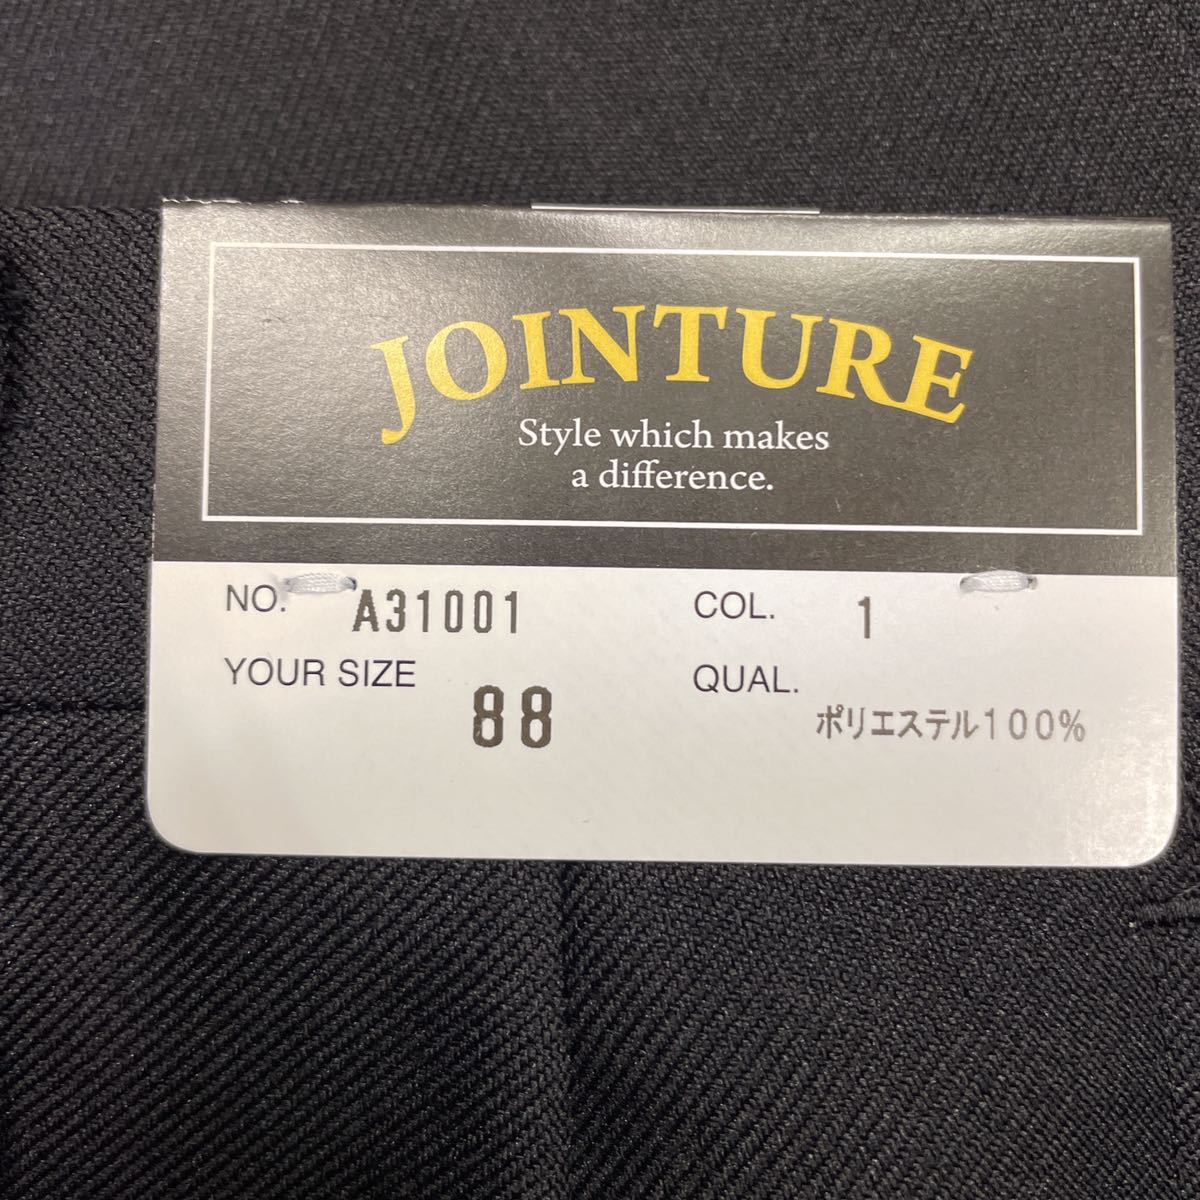 JOINTURE
Style which makes
a difference.
NO. A31001
COL. 1
YOUR SIZE 88
QUAL. ポリエステル100%